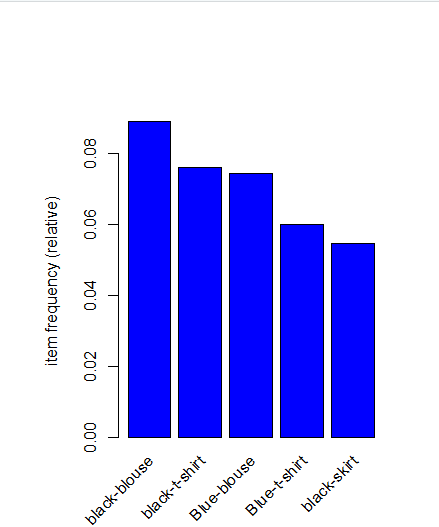 item frequency (relative)
0.08
0.06
0.04
0.02
0.00
black-blouse
black-t-shirt
Blue-blouse
Blue-t-shirt
black-skirt